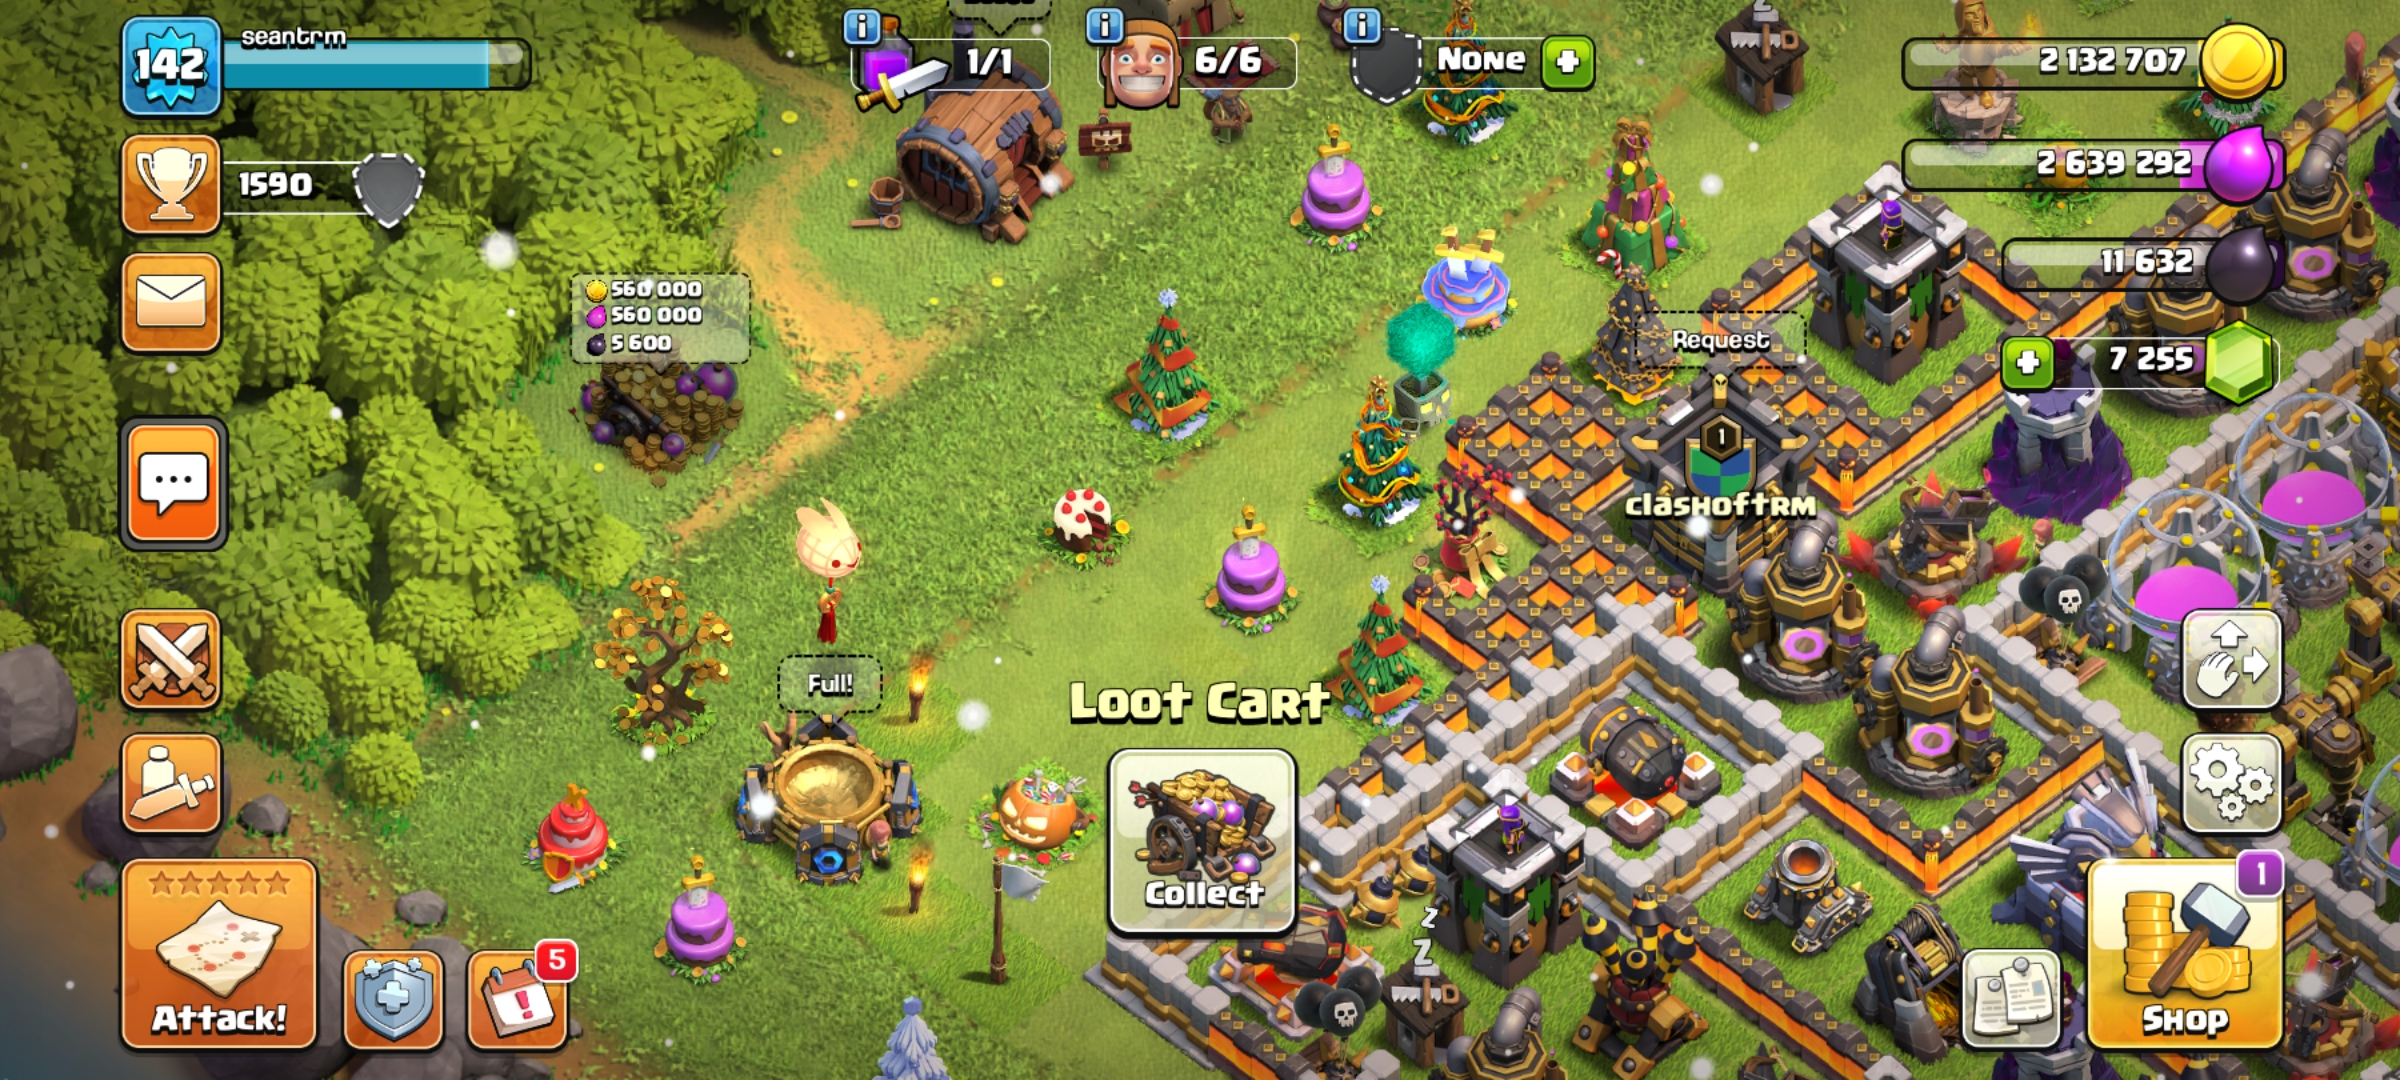 142
seantrm
1/1
6/6
None
2 132 707
1590
2 639 292
11 632
560 000
560 000
5 600
Request
7 255
1
clashoftrm
Full!
Loot Cart
Collect
Z
Z
Z
1
5
Attack!
Shop